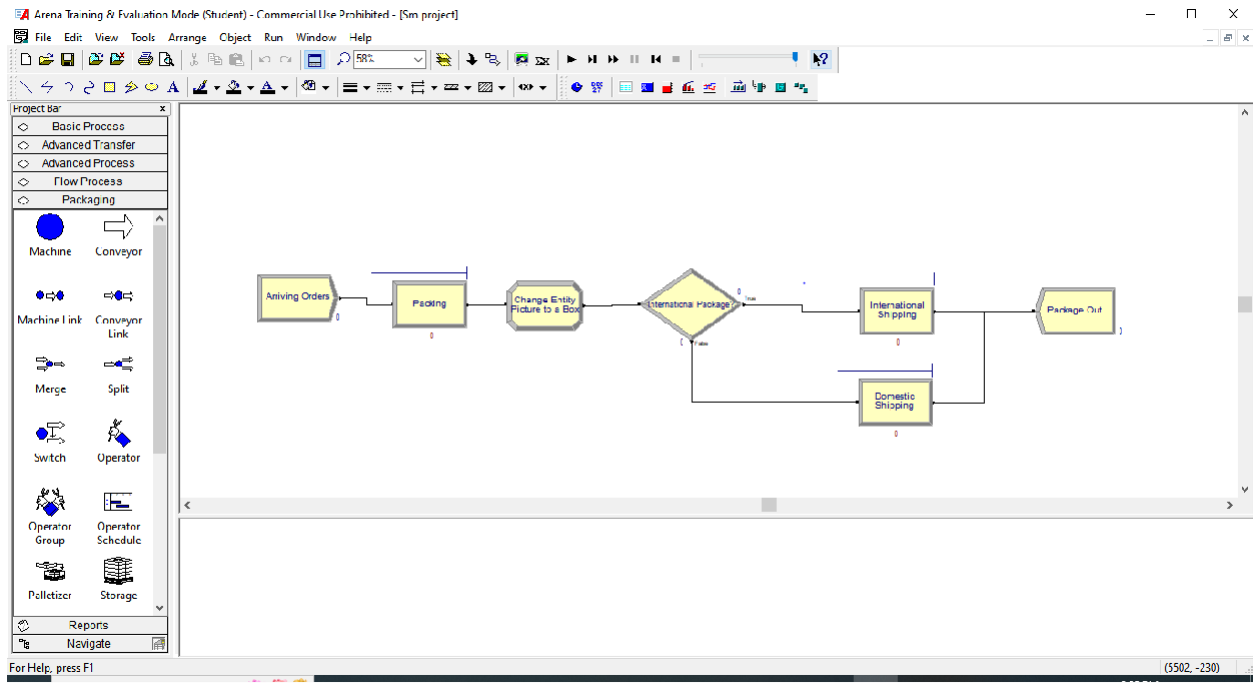 Arena Training & Evaluation Mode (Student) - Commercial Use Prohibited - [Sm project]
File Edit View Tools Arrange Object Run Window Help
58%
Project Bar x
Basic Process
Advanced Transfer
Advanced Process
Flow Process
Packaging
Machine Conveyor
Machine Link Conveyor
Link
Merge Split
Switch Operator
Operator Operator
Group Schedule
Palletizer Storage
Reports
Navigate
Arriving Orders
0
Packing
0
Change Entity
Picture to a Box
International Package?
0
True
0
False
International
Shipping
0
Domestic
Shipping
0
Package Out
0
For Help, press F1
(5502, -230)